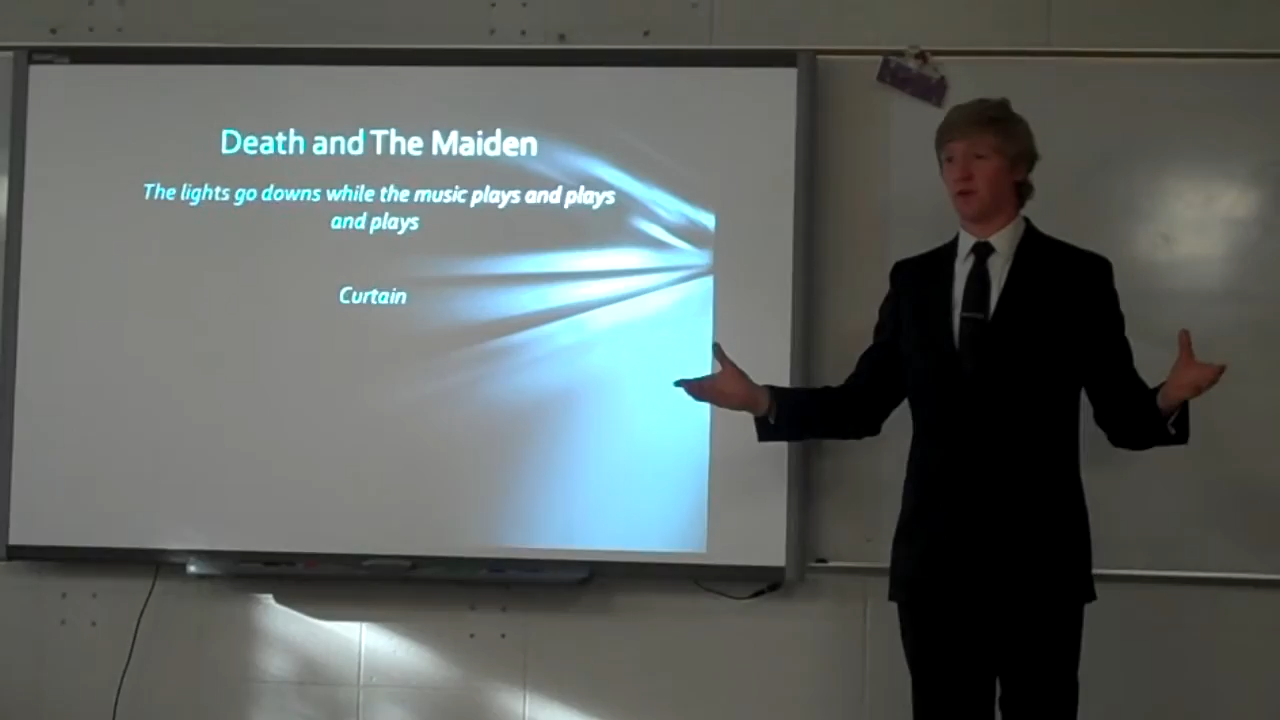 Death and The Maiden
The lights go downs while the music plays and plays
and plays
Curtain